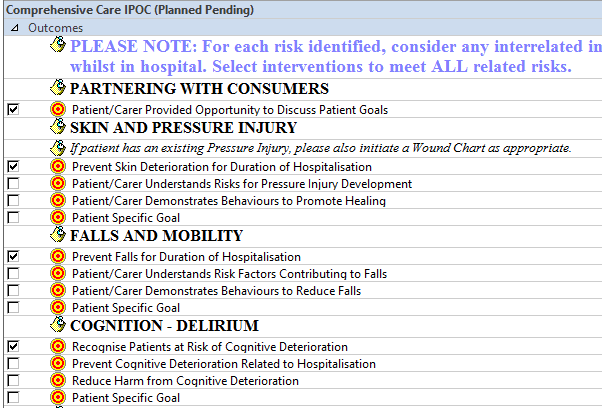 Comprehensive Care IPOC (Planned Pending)
Outcomes
PLEASE NOTE: For each risk identified, consider any interrelated in
whilst in hospital. Select interventions to meet ALL related risks.
PARTNERING WITH CONSUMERS
Patient/Carer Provided Opportunity to Discuss Patient Goals
SKIN AND PRESSURE INJURY
If patient has an existing Pressure Injury, please also initiate a Wound Chart as appropriate.
Prevent Skin Deterioration for Duration of Hospitalisation
Patient/Carer Understands Risks for Pressure Injury Development
Patient/Carer Demonstrates Behaviours to Promote Healing
Patient Specific Goal
FALLS AND MOBILITY
Prevent Falls for Duration of Hospitalisation
Patient/Carer Understands Risk Factors Contributing to Falls
Patient/Carer Demonstrates Behaviours to Reduce Falls
Patient Specific Goal
COGNITION - DELIRIUM
Recognise Patients at Risk of Cognitive Deterioration
Prevent Cognitive Deterioration Related to Hospitalisation
Reduce Harm from Cognitive Deterioration
Patient Specific Goal